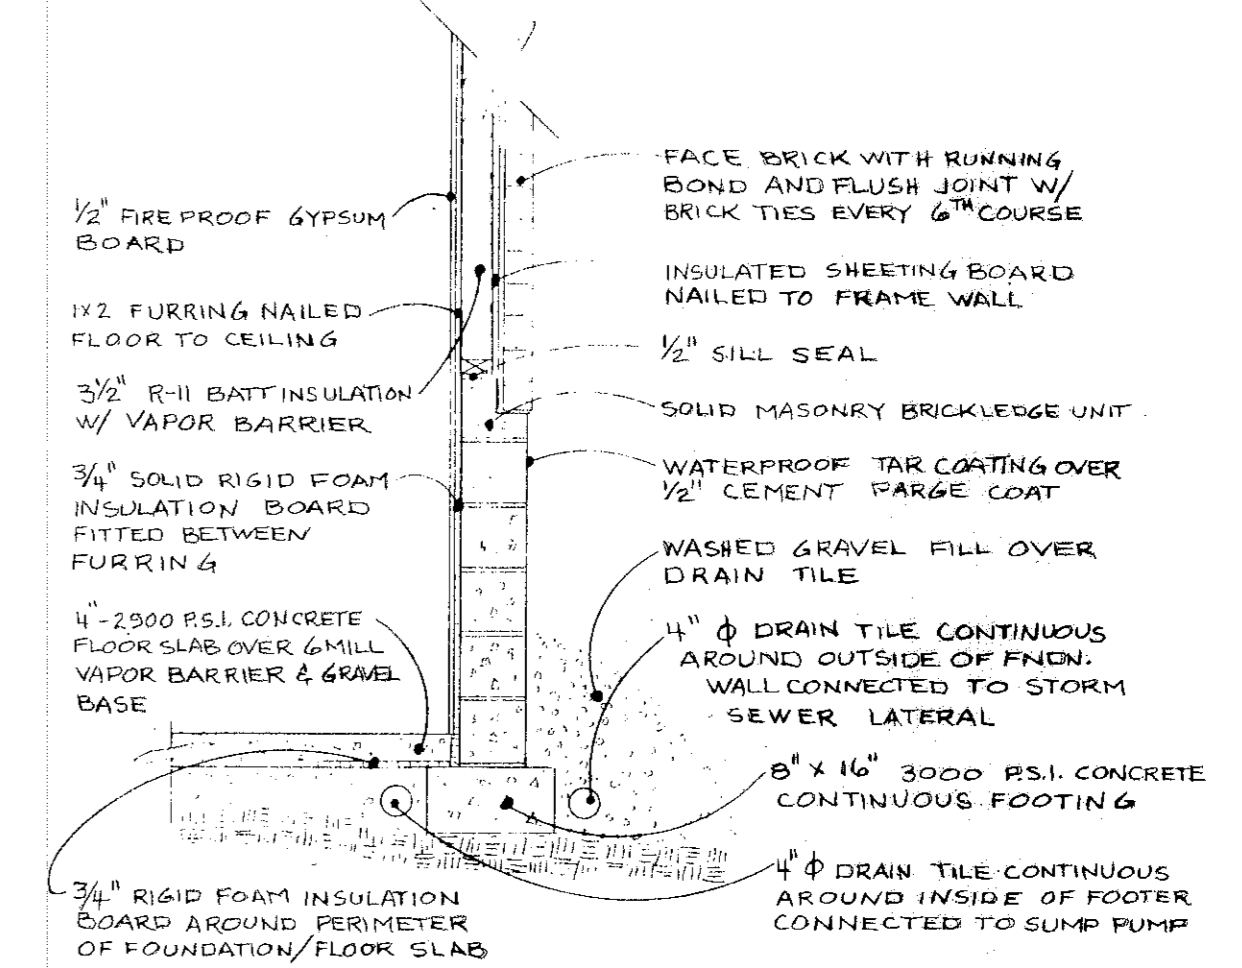 1/2" FIRE PROOF GYPSUM
BOARD
1X2 FURRING NAILED
FLOOR TO CEILING
3 1/2" R-11 BATT INSULATION
W/ VAPOR BARRIER
3/4" SOLID RIGID FOAM
INSULATION BOARD
FITTED BETWEEN
FURRING
4"-2900 P.S.I. CONCRETE
FLOOR SLAB OVER 6 MILL
VAPOR BARRIER & GRAVEL
BASE
3/4" RIGID FOAM INSULATION
BOARD AROUND PERIMETER
OF FOUNDATION/FLOOR SLAB
FACE BRICK WITH RUNNING
BOND AND FLUSH JOINT W/
BRICK TIES EVERY 6TH COURSE
INSULATED SHEETING BOARD
NAILED TO FRAME WALL
1/2" SILL SEAL
SOLID MASONRY BRICKLEDGE UNIT
WATERPROOF TAR COATING OVER
1/2" CEMENT PARGE COAT
WASHED GRAVEL FILL OVER
DRAIN TILE
4" ϕ DRAIN TILE CONTINUOUS
AROUND OUTSIDE OF FNDN.
WALL CONNECTED TO STORM
SEWER LATERAL
8" X 16" 3000 P.S.I. CONCRETE
CONTINUOUS FOOTING
4" ϕ DRAIN TILE CONTINUOUS
AROUND INSIDE OF FOOTER
CONNECTED TO SUMP PUMP